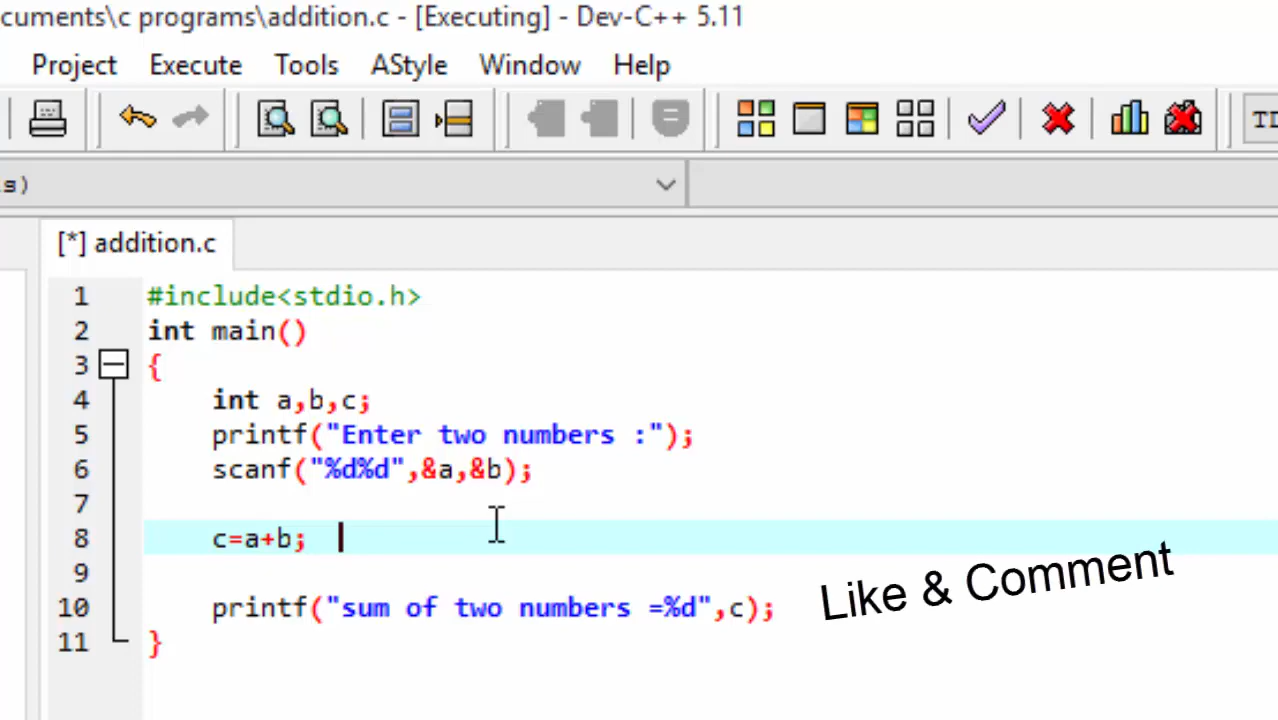 cuments\c programs\addition.c - [Executing] - Dev-C++ 5.11
Project Execute Tools AStyle Window Help
TD
s)
[*] addition.c
1 #include<stdio.h>
2 int main()
3 {
4 int a,b,c;
5 printf("Enter two numbers :");
6 scanf("%d%d",&a,&b);
7
8 c=a+b;
9
10 printf("sum of two numbers =%d",c);
11 }
Like & Comment